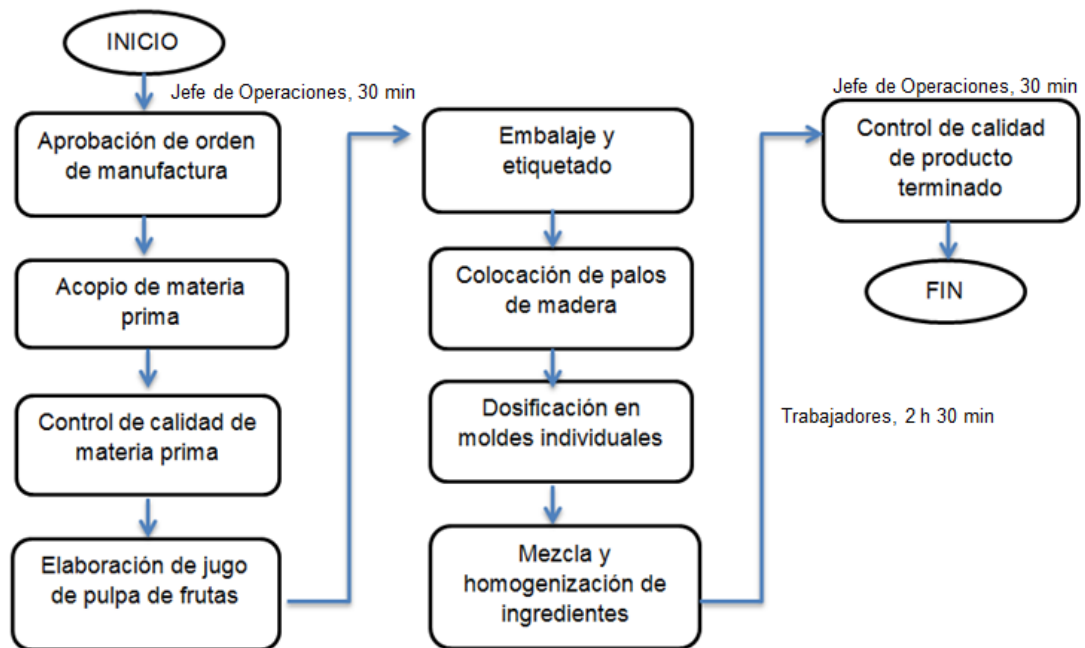 INICIO
Jefe de Operaciones, 30 min
Aprobación de orden
de manufactura
Acopio de materia
prima
Control de calidad de
materia prima
Elaboración de jugo
de pulpa de frutas
Embalaje y
etiquetado
Colocación de palos
de madera
Dosificación en
moldes individuales
Mezcla y
homogenización de
ingredientes
Trabajadores, 2 h 30 min
Jefe de Operaciones, 30 min
Control de calidad
de producto
terminado
FIN